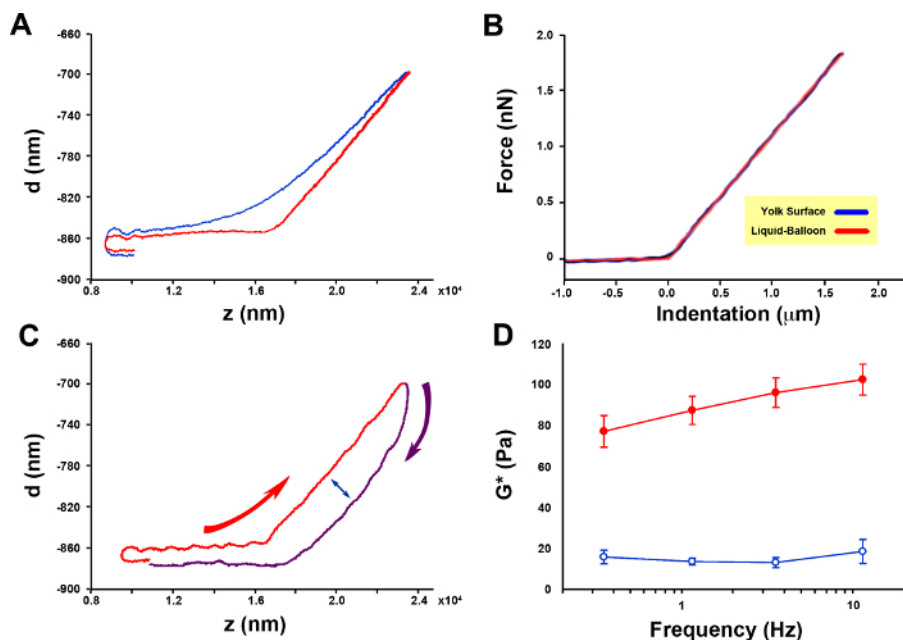 A
-660
-700
-740
-780
-820
-860
-900
d (nm)
0.8 1.2 1.6 2.0 2.4 x10⁴
z (nm)
B
2.0
1.5
1.0
0.5
0
Force (nN)
Yolk Surface
Liquid-Balloon
-1.0 -0.5 0.0 0.5 1.0 1.5 2.0
Indentation (μm)
C
-660
-700
-740
-780
-820
-860
-900
d (nm)
0.8 1.2 1.6 2.0 2.4 x10⁴
z (nm)
D
120
100
80
60
40
20
0
G* (Pa)
1 10
Frequency (Hz)